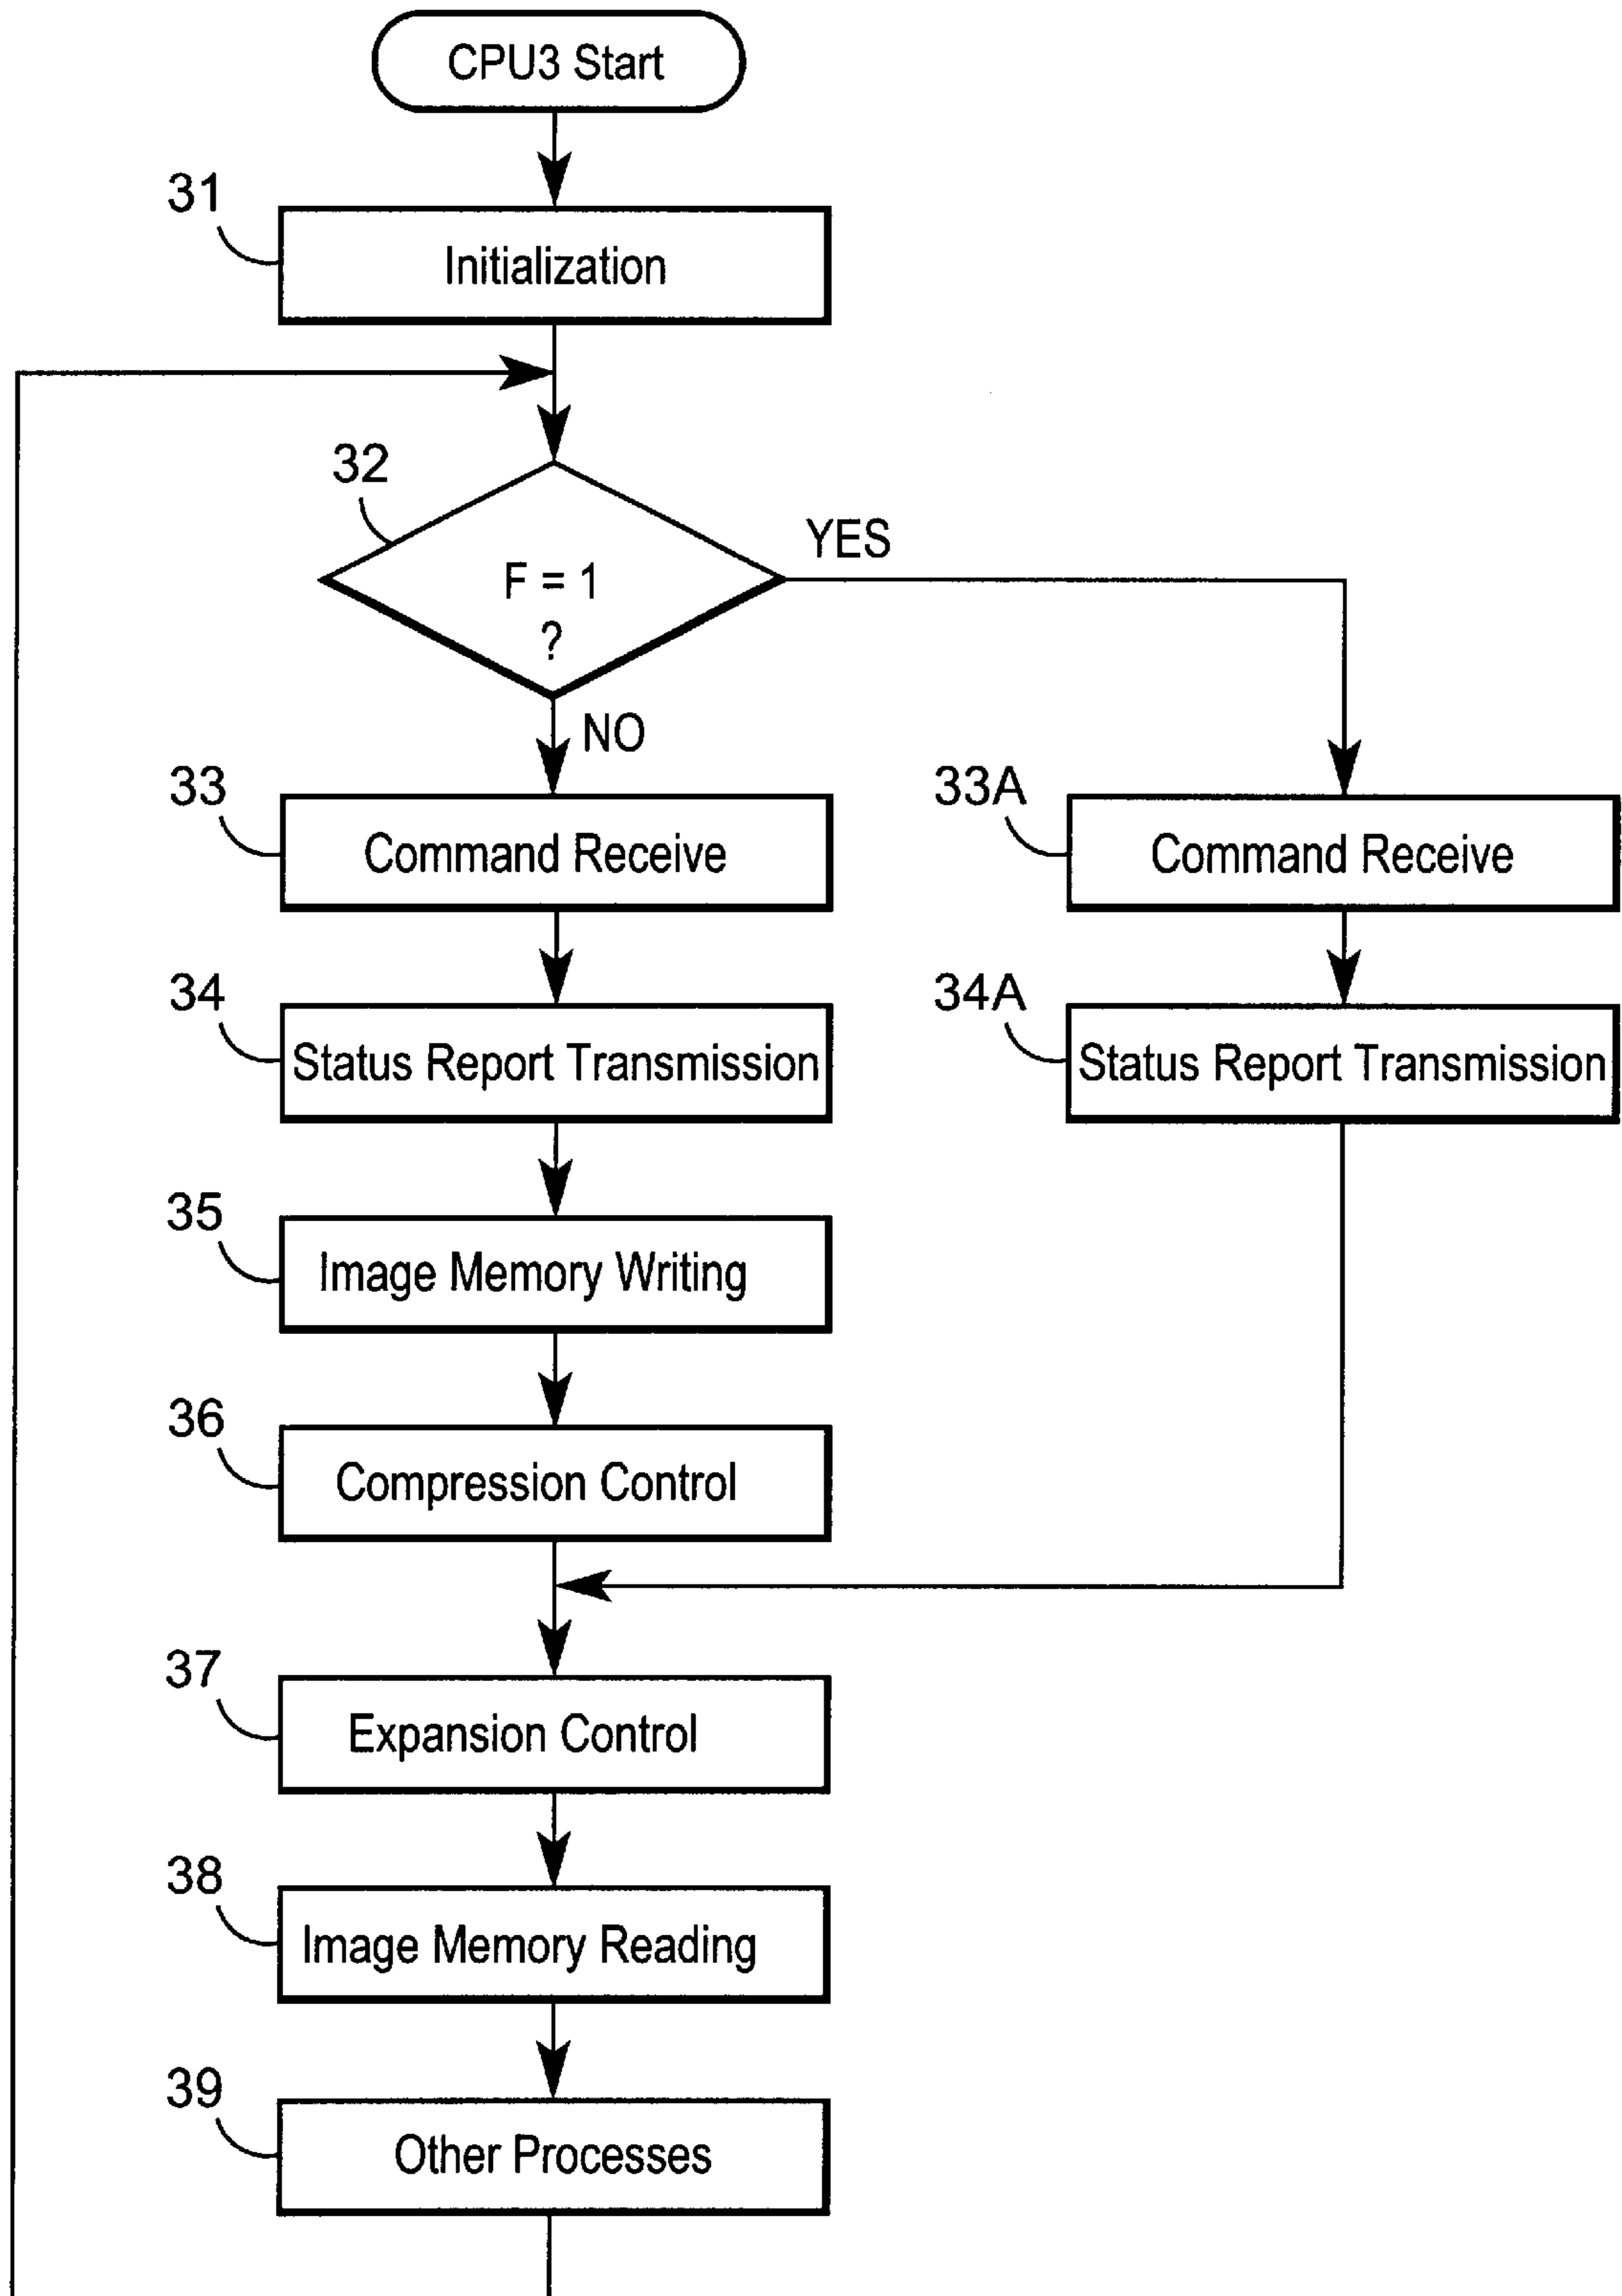 CPU3 Start
31
Initialization
32
YES
F = 1
?
NO
33
Command Receive
33A
Command Receive
34
Status Report Transmission
34A
Status Report Transmission
35
Image Memory Writing
36
Compression Control
37
Expansion Control
38
Image Memory Reading
39
Other Processes